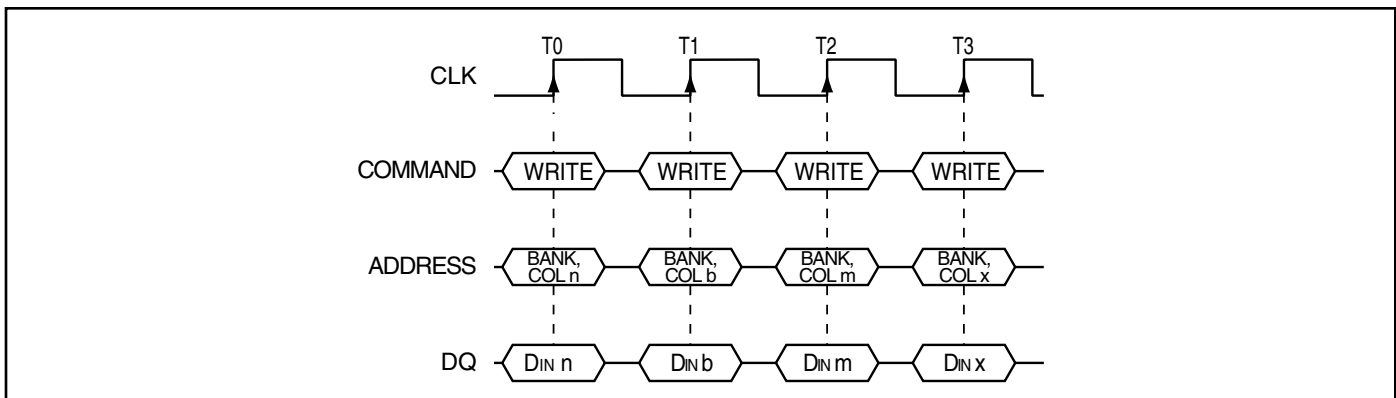 T0 T1 T2 T3
CLK
COMMAND WRITE WRITE WRITE WRITE
ADDRESS BANK, BANK, BANK, BANK,
COL n COL b COL m COL x
DQ DIN n DIN b DIN m DIN x